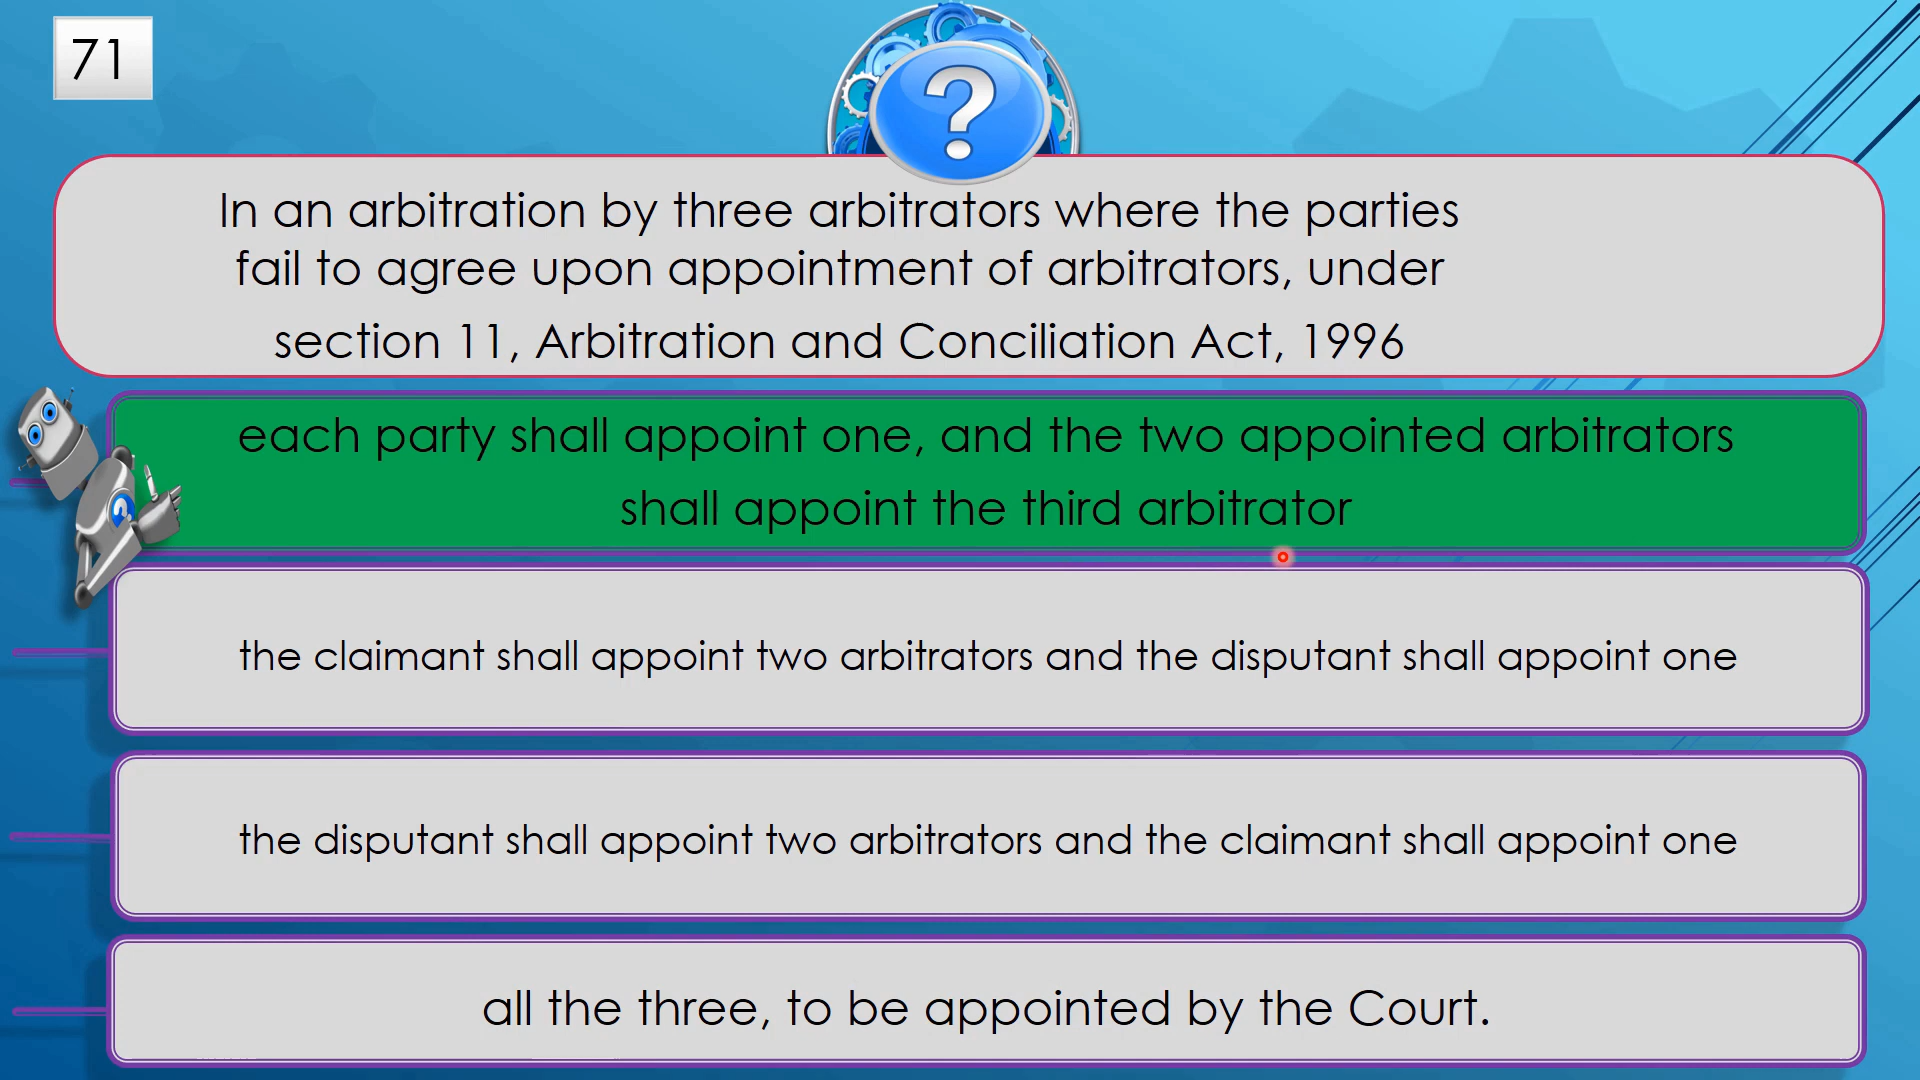 71
?
In an arbitration by three arbitrators where the parties
fail to agree upon appointment of arbitrators, under
section 11, Arbitration and Conciliation Act, 1996
each party shall appoint one, and the two appointed arbitrators
shall appoint the third arbitrator
?
the claimant shall appoint two arbitrators and the disputant shall appoint one
the disputant shall appoint two arbitrators and the claimant shall appoint one
all the three, to be appointed by the Court.